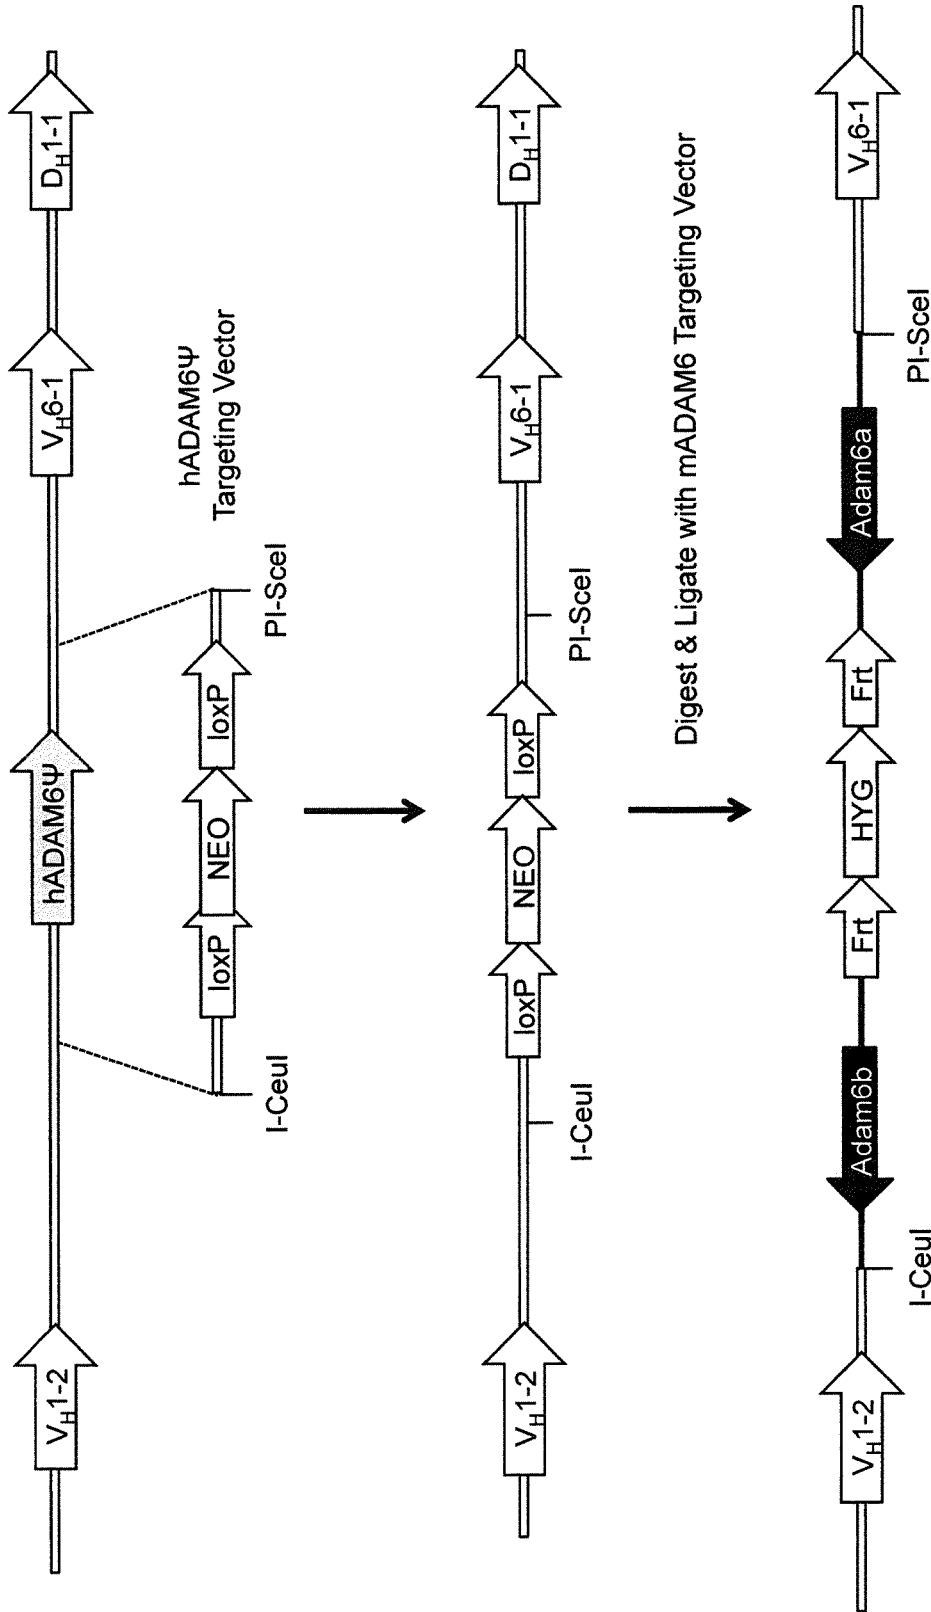 V_H1-2
hADAM6Ψ
V_H6-1
D_H1-1
hADAM6Ψ
Targeting Vector
loxP
NEO
loxP
I-CeuI
PI-SceI
V_H1-2
loxP
NEO
loxP
V_H6-1
D_H1-1
I-CeuI
PI-SceI
Digest & Ligate with mADAM6 Targeting Vector
V_H1-2
Adam6b
Frt
HYG
Frt
Adam6a
V_H6-1
I-CeuI
PI-SceI